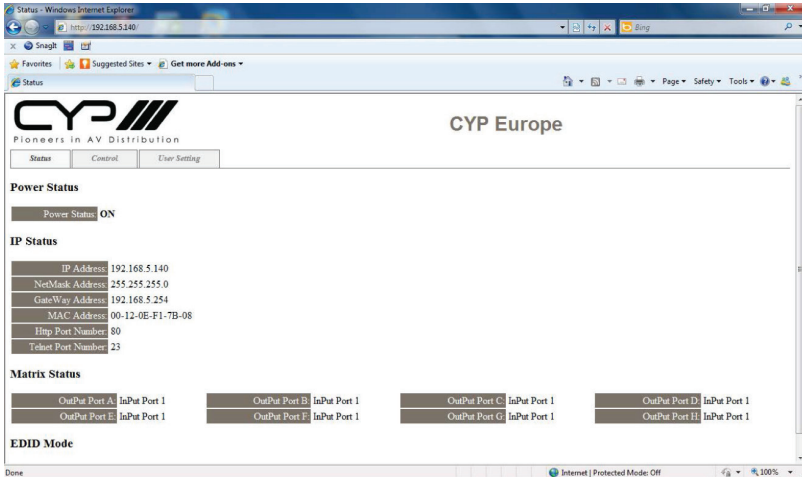 Status - Windows Internet Explorer
http://192.168.5.140/
Bing
x SnagIt
Favorites Suggested Sites Get more Add-ons
Status
Page Safety Tools
CYP
Pioneers in AV Distribution
CYP Europe
Status Control User Setting
Power Status
Power Status: ON
IP Status
IP Address: 192.168.5.140
NetMask Address: 255.255.255.0
GateWay Address: 192.168.5.254
MAC Address: 00-12-0E-F1-7B-08
Http Port Number: 80
Telnet Port Number: 23
Matrix Status
OutPut Port A: InPut Port 1 OutPut Port B: InPut Port 1 OutPut Port C: InPut Port 1 OutPut Port D: InPut Port 1
OutPut Port E: InPut Port 1 OutPut Port F: InPut Port 1 OutPut Port G: InPut Port 1 OutPut Port H: InPut Port 1
EDID Mode
Done Internet | Protected Mode: Off 100%